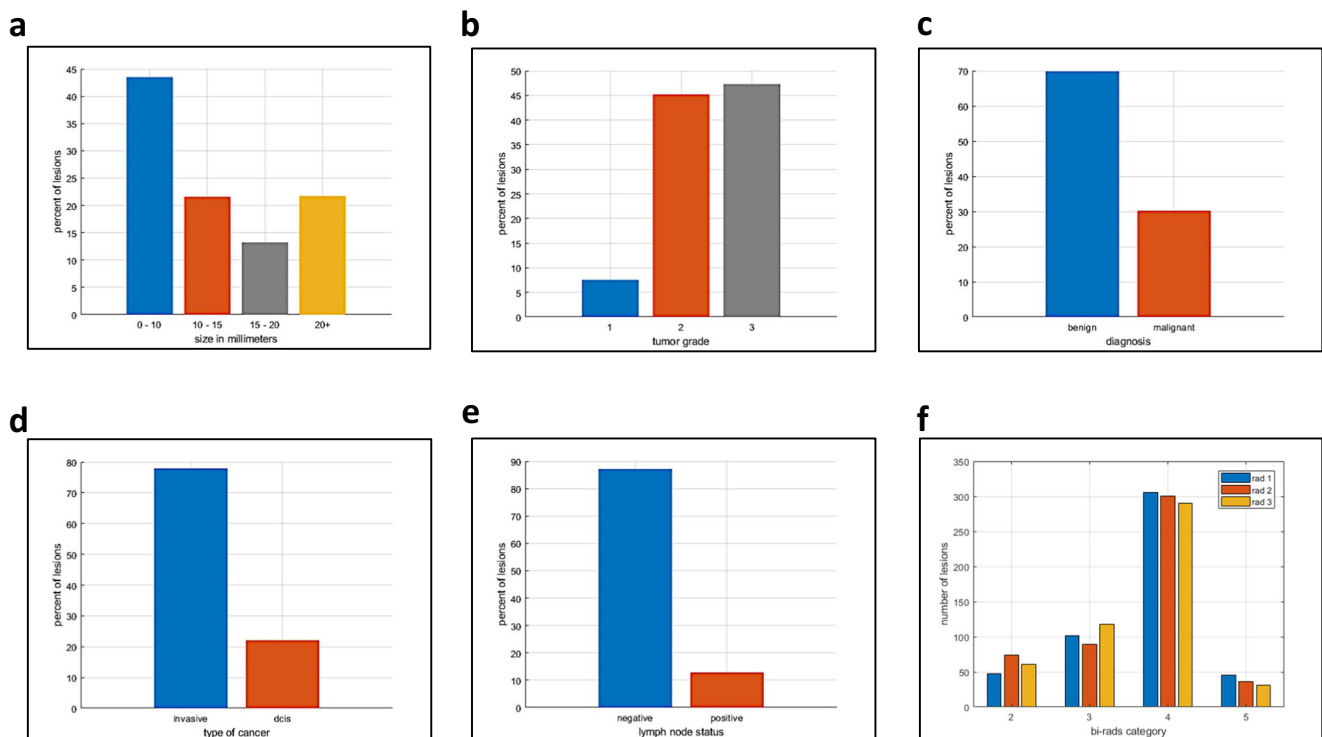 a
percent of lesions
45
40
35
30
25
20
15
10
5
0
0 - 10 10 - 15 15 - 20 20+
size in millimeters
b
percent of lesions
50
45
40
35
30
25
20
15
10
5
0
1 2 3
tumor grade
c
percent of lesions
70
60
50
40
30
20
10
0
benign malignant
diagnosis
d
percent of lesions
80
70
60
50
40
30
20
10
0
invasive dcis
type of cancer
e
percent of lesions
90
80
70
60
50
40
30
20
10
0
negative positive
lymph node status
f
number of lesions
350
300
250
200
150
100
50
0
rad 1
rad 2
rad 3
2 3 4 5
bi-rads category